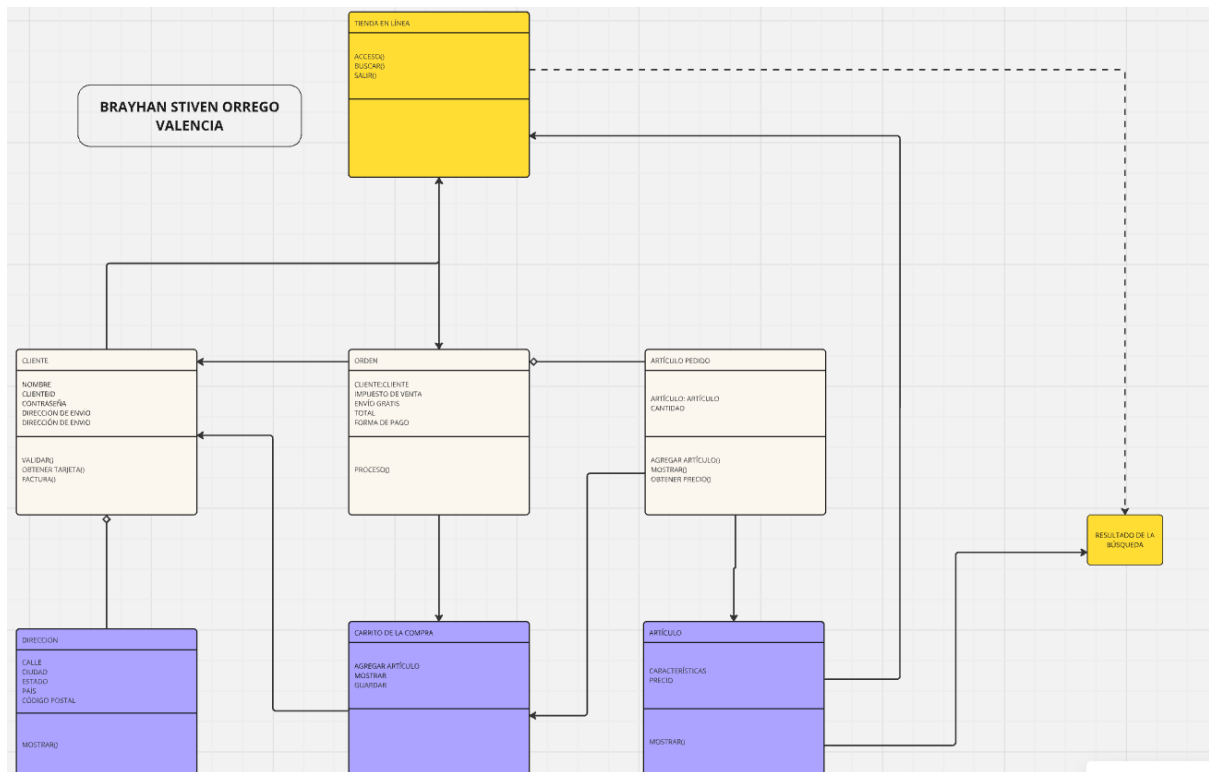 TIENDA EN LÍNEA
ACCESO()
BUSCAR()
SALIR()
BRAYHAN STIVEN ORREGO
VALENCIA
CLIENTE
NOMBRE
CLIENTEID
CONTRASEÑA
DIRECCIÓN DE ENVIO
DIRECCIÓN DE ENVIO
VALIDAR()
OBTENER TARJETA()
FACTURA()
ORDEN
CLIENTE:CLIENTE
IMPUESTO DE VENTA
ENVÍO GRATIS
TOTAL
FORMA DE PAGO
PROCESO()
ARTÍCULO PEDIDO
ARTÍCULO: ARTÍCULO
CANTIDAD
AGREGAR ARTÍCULO()
MOSTRAR()
OBTENER PRECIO()
RESULTADO DE LA
BÚSQUEDA
DIRECCIÓN
CALLE
CIUDAD
ESTADO
PAÍS
CÓDIGO POSTAL
MOSTRAR()
CARRITO DE LA COMPRA
AGREGAR ARTÍCULO
MOSTRAR
GUARDAR
ARTÍCULO
CARACTERÍSTICAS
PRECIO
MOSTRAR()